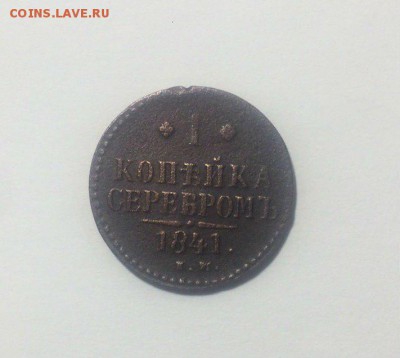 COINS.LAVE.RU
1
КОПѢЙКА
СЕРЕБРОМЪ
1841.